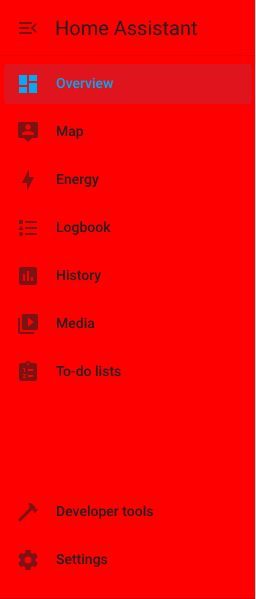 Home Assistant
Overview
Map
Energy
Logbook
History
Media
To-do lists
Developer tools
Settings